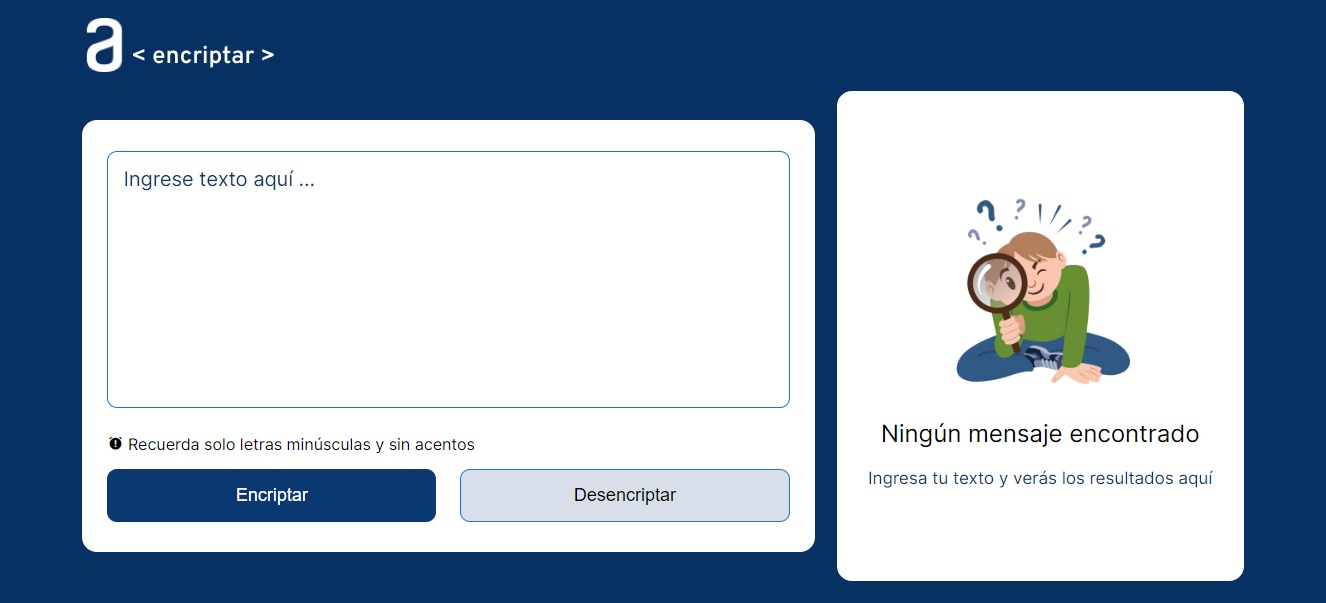 a < encriptar >
Ingrese texto aquí ...
Recuerda solo letras minúsculas y sin acentos
Encriptar
Desencriptar
? ? ? ? ?
Ningún mensaje encontrado
Ingresa tu texto y verás los resultados aquí